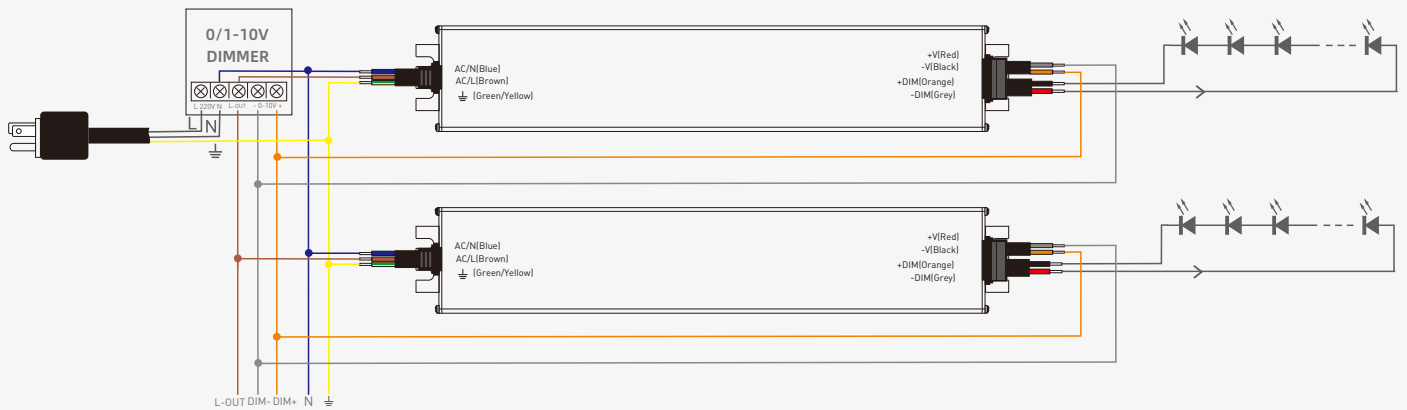 0/1-10V
DIMMER
L 220V N L-OUT - 0-10V +
L N
AC/N(Blue)
AC/L(Brown)
(Green/Yellow)
+V(Red)
-V(Black)
+DIM(Orange)
-DIM(Grey)
AC/N(Blue)
AC/L(Brown)
(Green/Yellow)
+V(Red)
-V(Black)
+DIM(Orange)
-DIM(Grey)
L-OUT DIM- DIM+ N